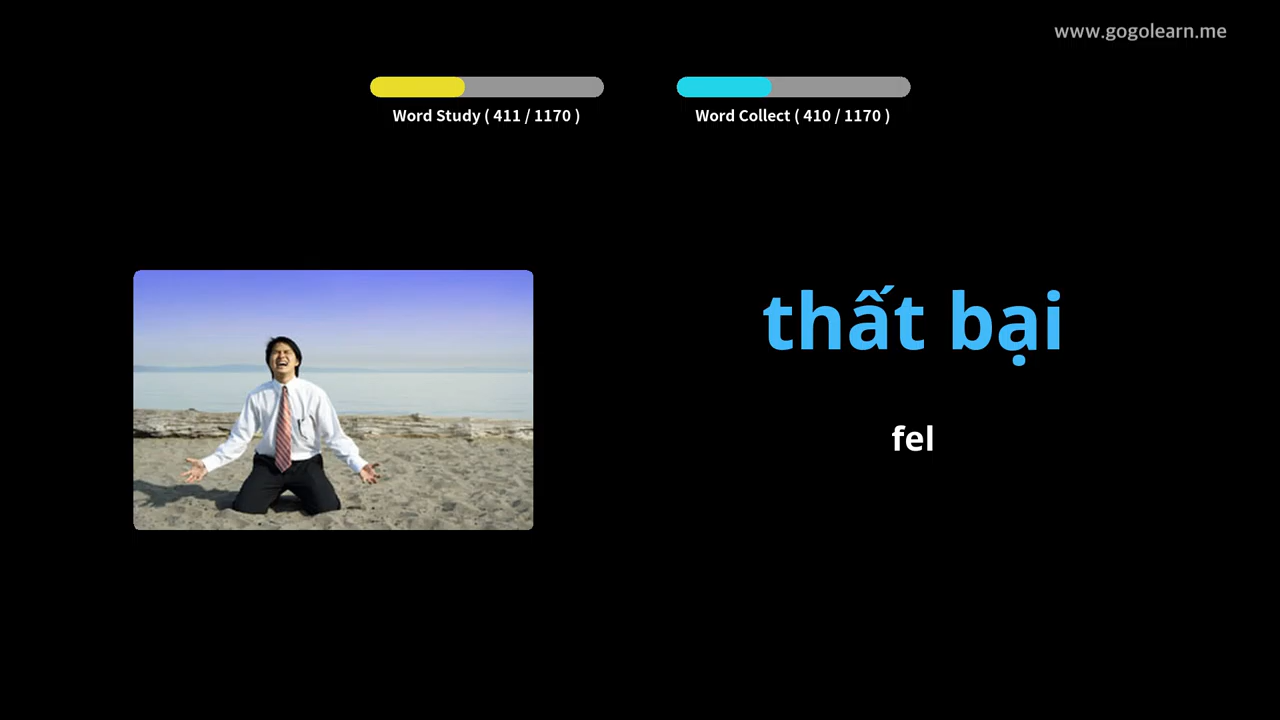 www.gogolearn.me
Word Study ( 411 / 1170 )
Word Collect ( 410 / 1170 )
thất bại
fel